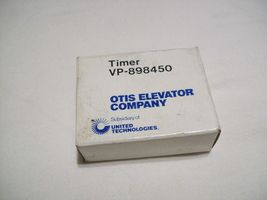 Timer
VP-898450
OTIS ELEVATOR
COMPANY
Subsidiary of
UNITED
TECHNOLOGIES